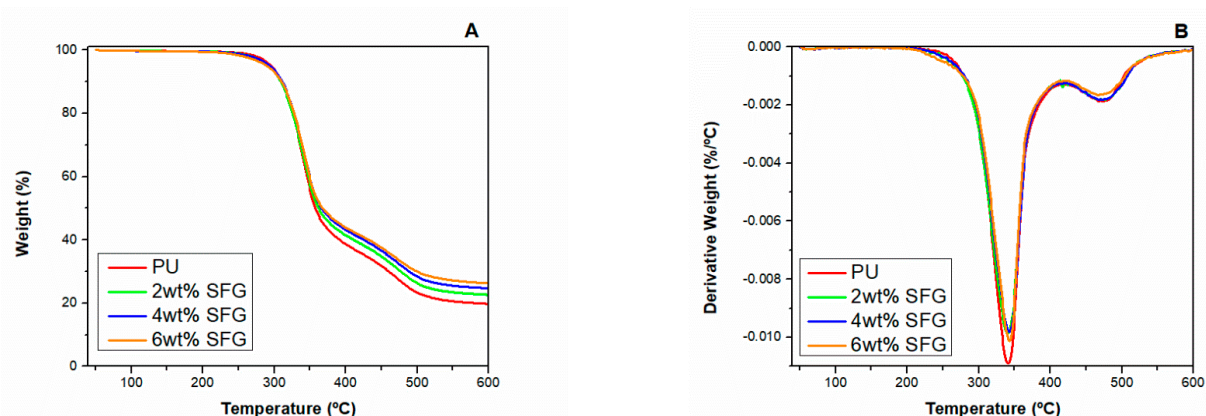 A
100
80
60
40
20
0
Weight (%)
PU
2wt% SFG
4wt% SFG
6wt% SFG
100 200 300 400 500 600
Temperature (ºC)
B
0.000
-0.002
-0.004
-0.006
-0.008
-0.010
Derivative Weight (%/ºC)
PU
2wt% SFG
4wt% SFG
6wt% SFG
100 200 300 400 500 600
Temperature (ºC)